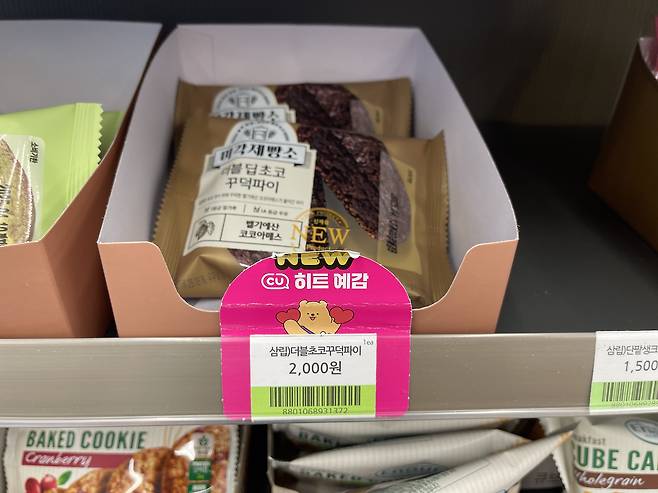 미각제빵소
더블 딥초코
꾸덕파이
벨기에산
코코아매스
NEW
NEW
CU 히트 예감
삼립)더블초코꾸덕파이
1ea
2,000원
8801068931372
삼립)단팥생크
1,500
BAKED COOKIE
Cranberry
CUBE CA
Wholegrain